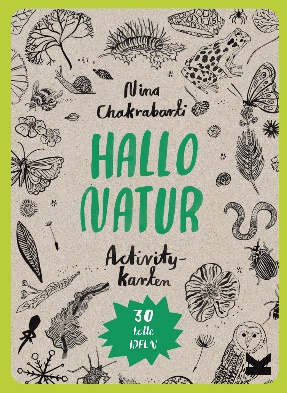 Nina
Chakrabarti
HALLO
NATUR
Activity-
Karten
30
tolle
IDEEN
K